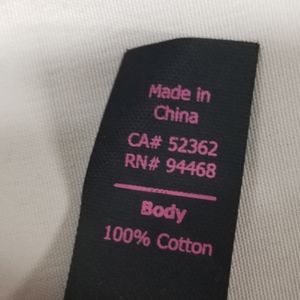 Made in
China
CA# 52362
RN# 94468
Body
100% Cotton